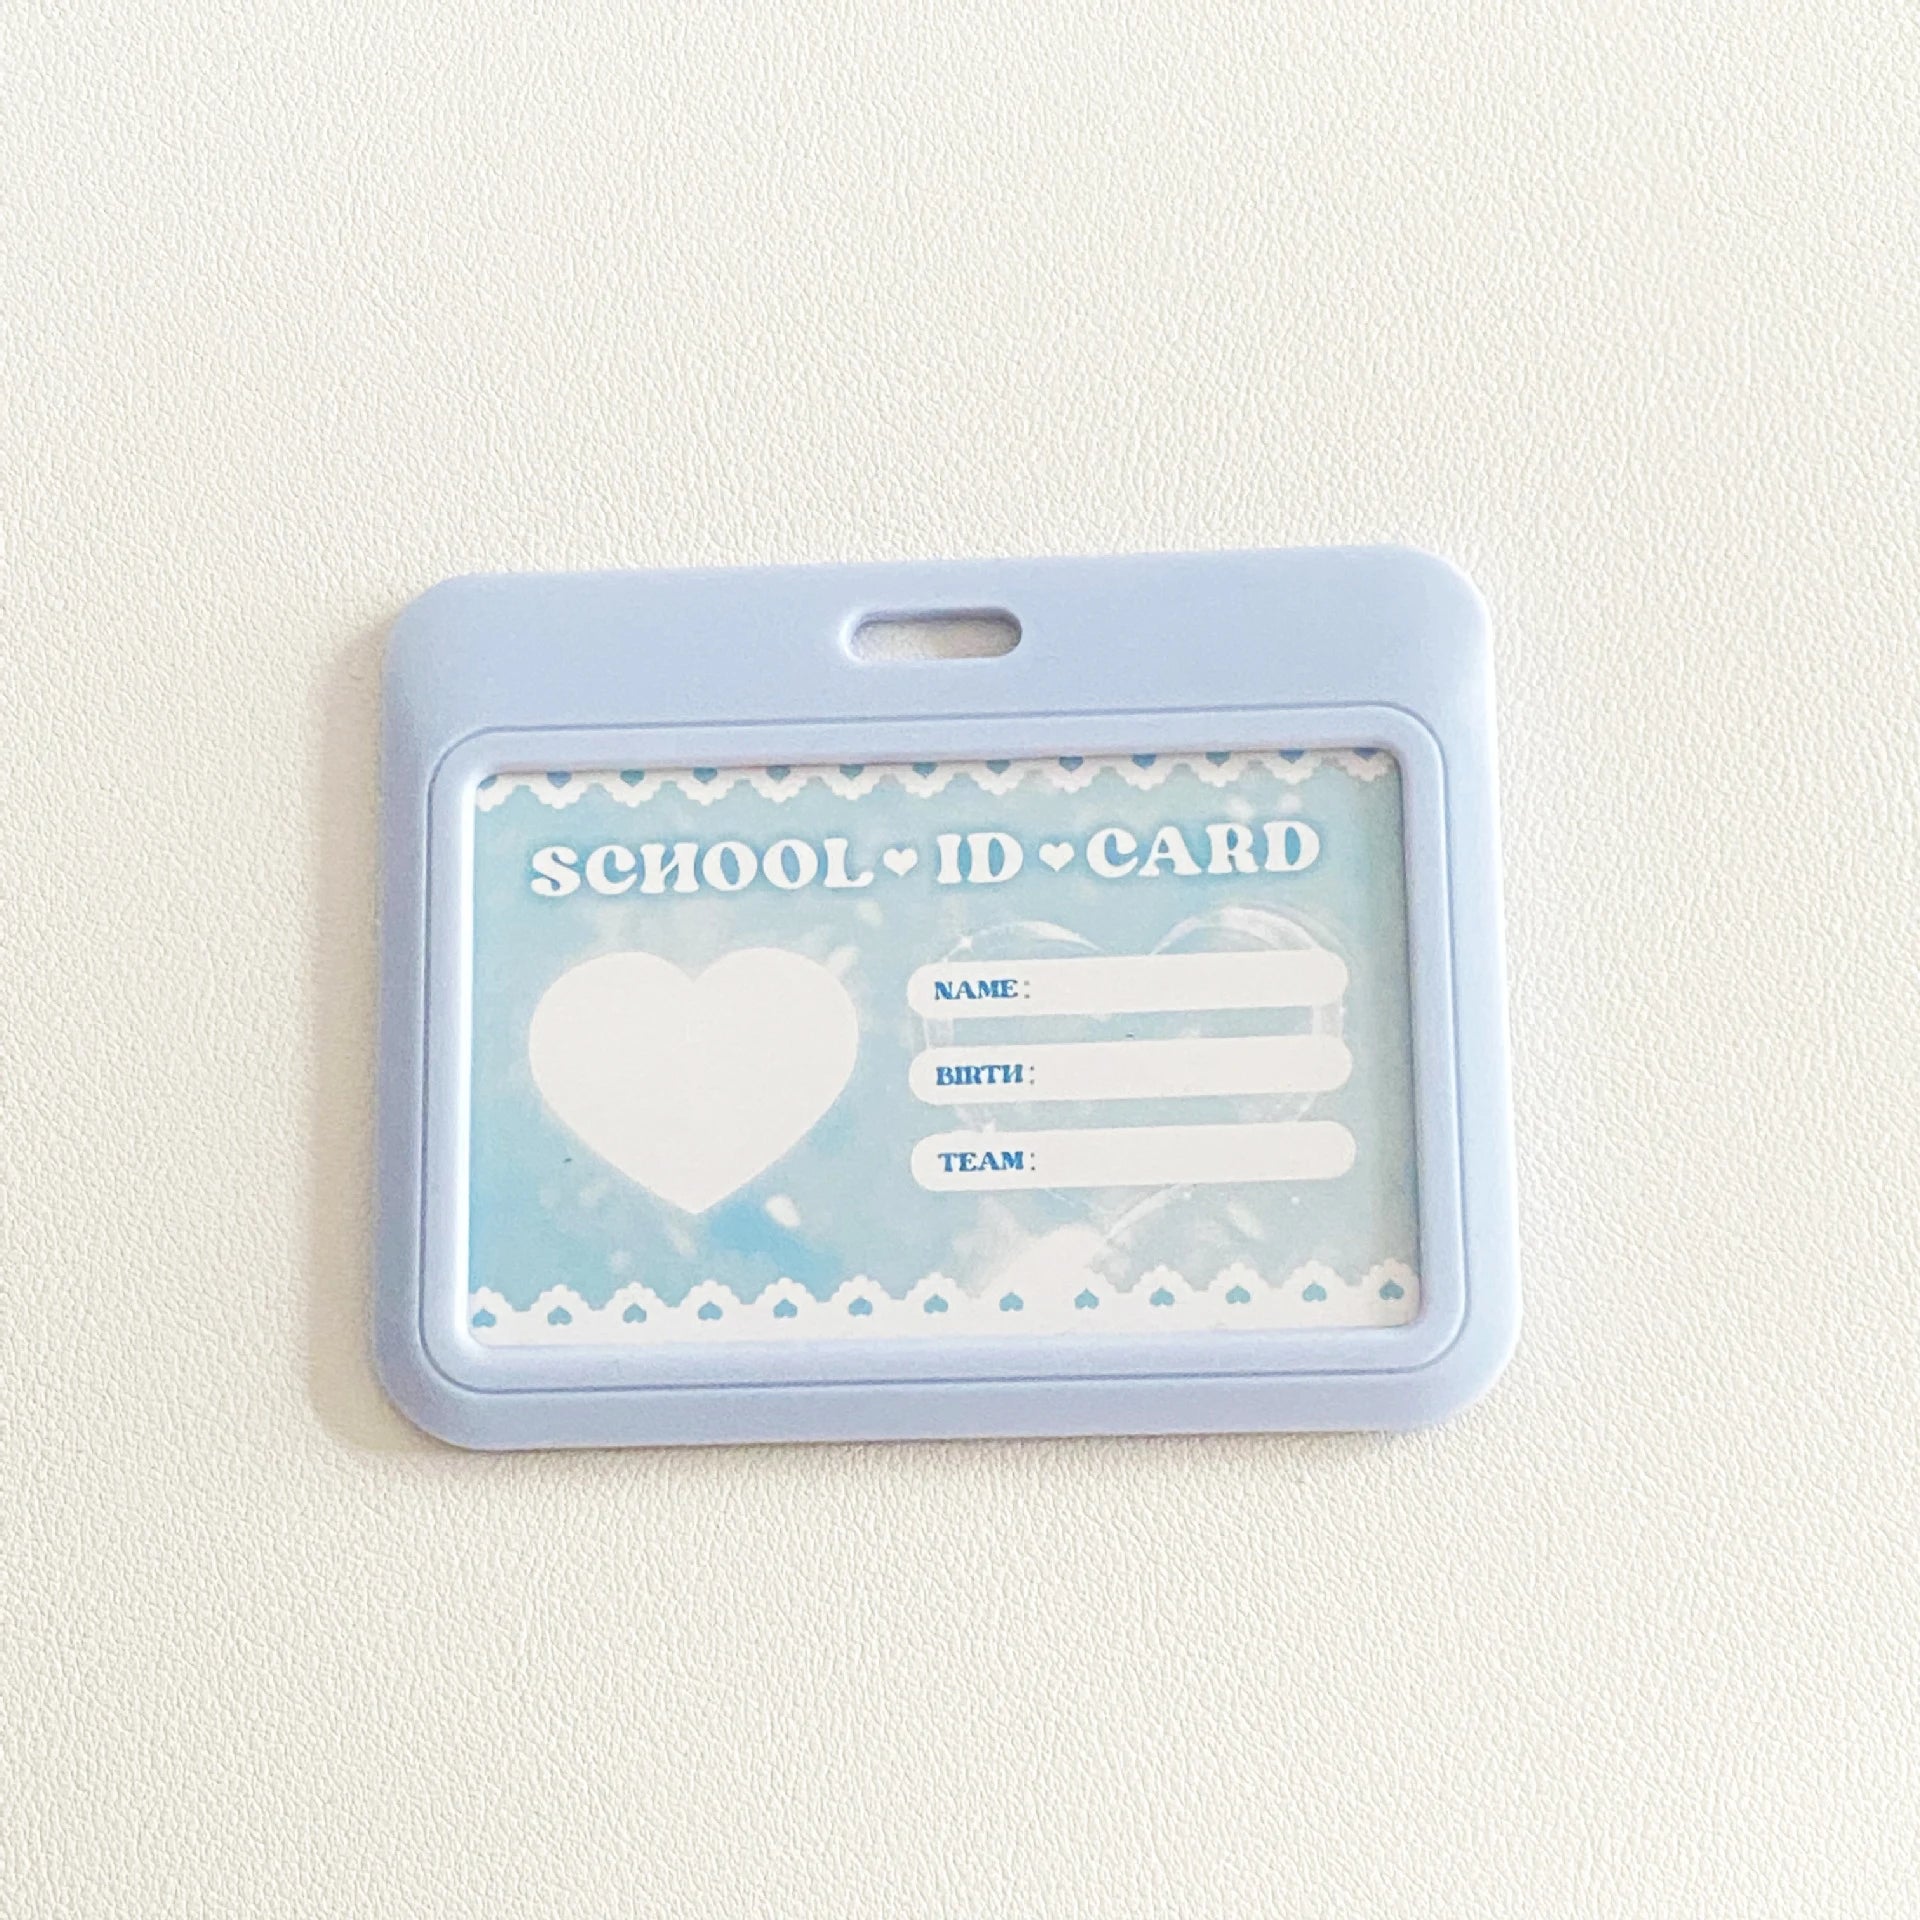 SCHOOL ♥ ID ♥ CARD
NAME:
BIRTH:
TEAM: